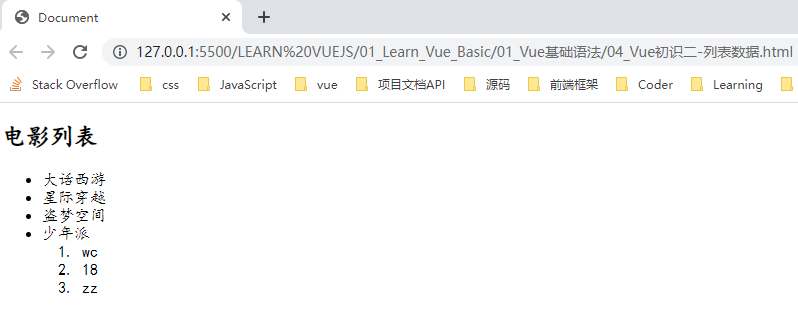 Document
127.0.0.1:5500/LEARN%20VUEJS/01_Learn_Vue_Basic/01_Vue基础语法/04_Vue初识二-列表数据.html
Stack Overflow css JavaScript vue 项目文档API 源码 前端框架 Coder Learning
电影列表
• 大话西游
• 星际穿越
• 盗梦空间
• 少年派
1. wc
2. 18
3. zz